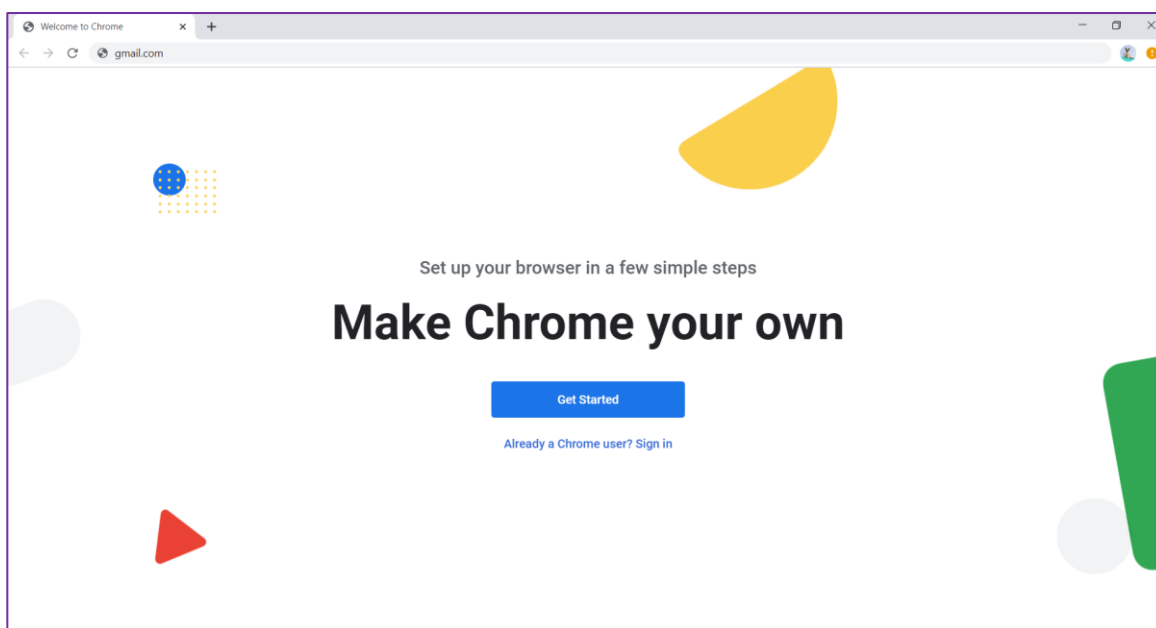 Welcome to Chrome
gmail.com
Set up your browser in a few simple steps
Make Chrome your own
Get Started
Already a Chrome user? Sign in